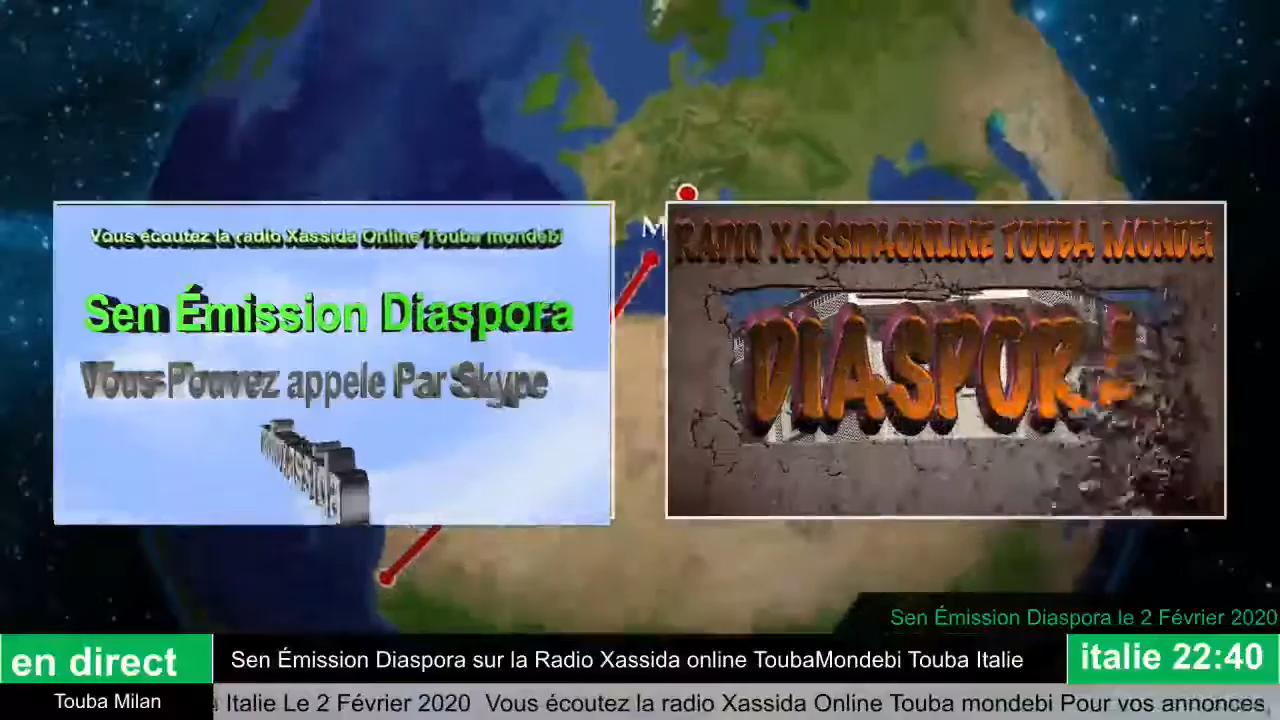 Vous écoutez la radio Xassida Online Touba mondebi
Sen Émission Diaspora
Vous Pouvez appele Par Skype
M
RADIO XASSIDAONLINE TOUBA MONDEI
DIASPOR
Sen Émission Diaspora le 2 Février 2020
en direct
Sen Émission Diaspora sur la Radio Xassida online ToubaMondebi Touba Italie
italie 22:40
Touba Milan
Italie Le 2 Février 2020 Vous écoutez la radio Xassida Online Touba mondebi Pour vos annonces,